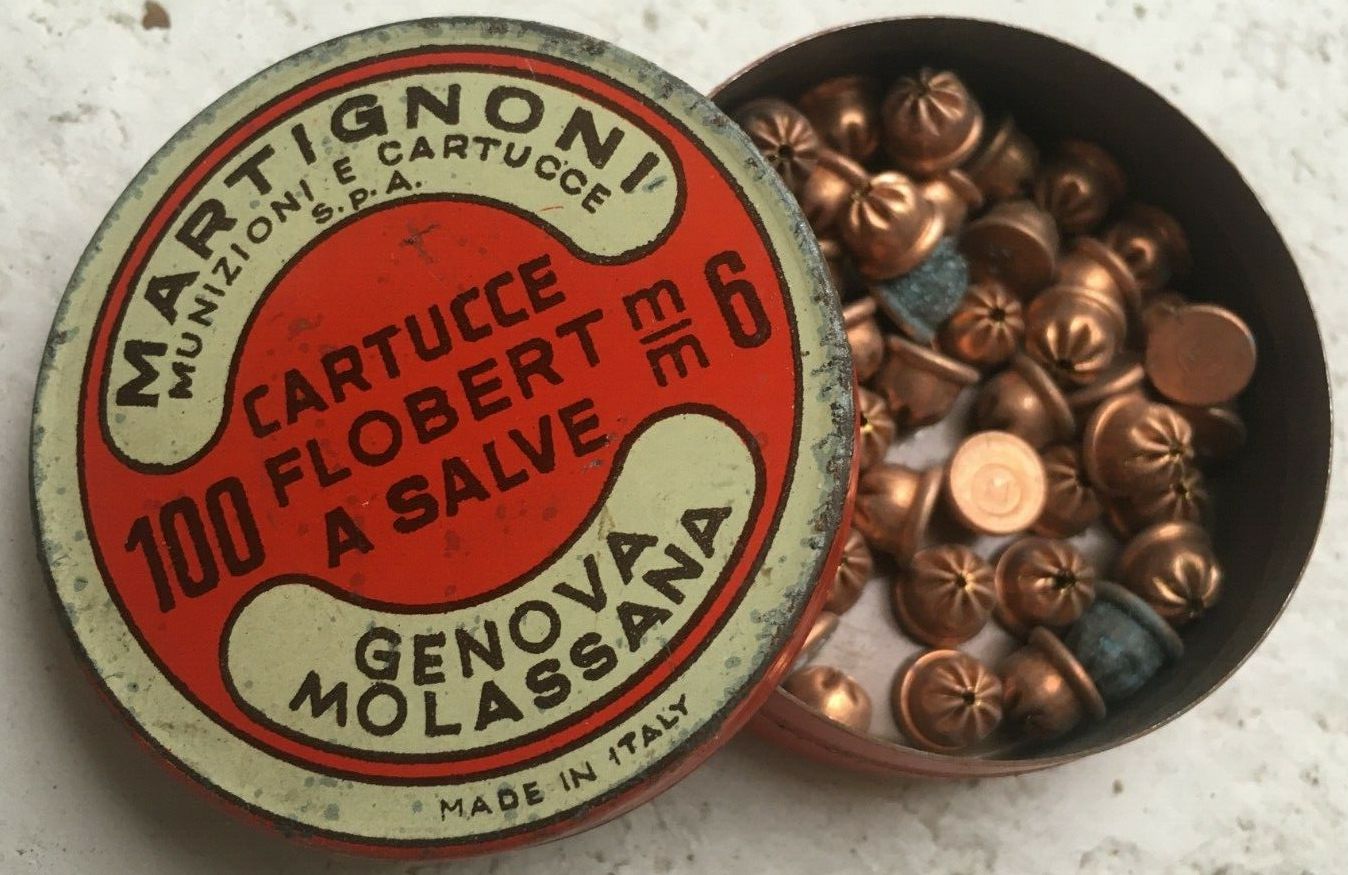 MARTIGNONI
MUNIZIONI E CARTUCCE
S.p.A.
CARTUCCE
100 FLOBERT m/m 6
A SALVE
GENOVA
MOLASSANA
MADE IN ITALY